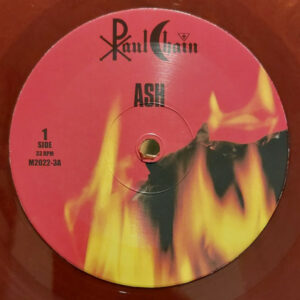 Paul Chain
ASH
1
SIDE
33 RPM
M2022-3A